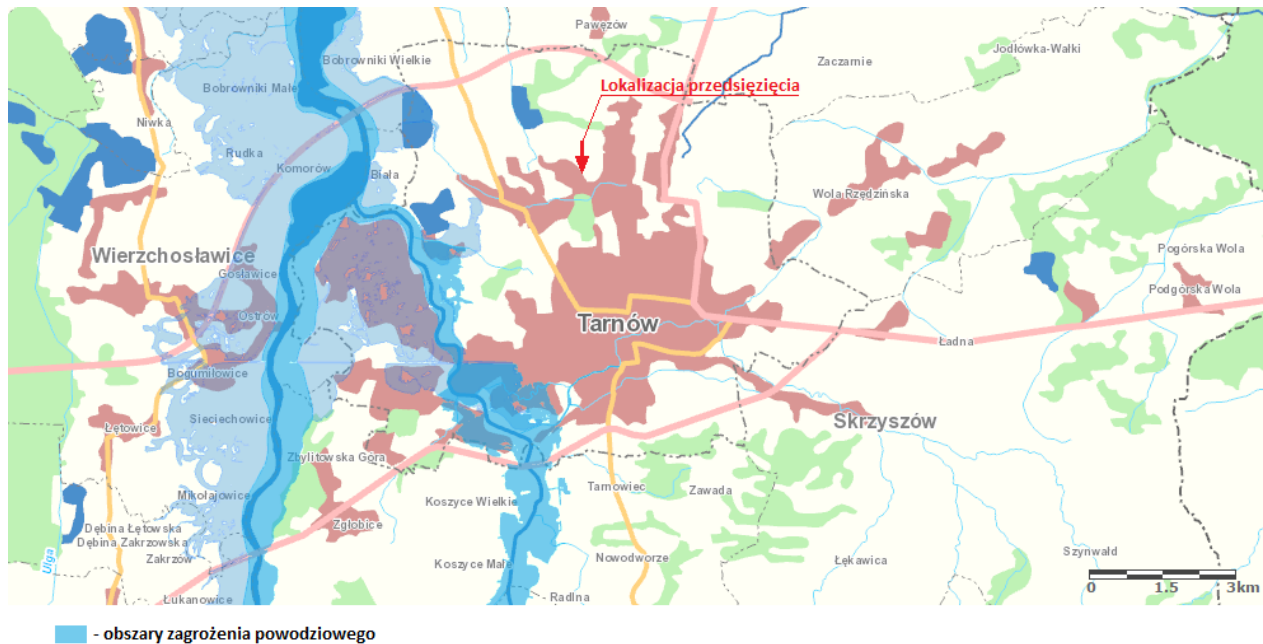 Pawęzów
Jodłówka-Wałki
Bobrowniki Wielkie
Zaczarnie
Lokalizacja przedsięzięcia
Bobrowniki Małe
Niwka
Rudka
Komorów
Biała
Wola Rzędzińska
Wierzchosławice
Gosławice
Pogórska Wola
Podgórska Wola
Ostrów
Tarnów
Ładna
Bogumiłowice
Sieciechowice
Skrzyszów
Łętowice
Zbylitowska Góra
Mikołajowice
Koszyce Wielkie
Tarnowiec
Zawada
Zgłobice
Dębina Łętowska
Dębina Zakrzowska
Zakrzów
Ulga
Koszyce Małe
Nowodworze
Łękawica
Szynwałd
Łukanowice
- Radlna
0 1.5 3km
- obszary zagrożenia powodziowego